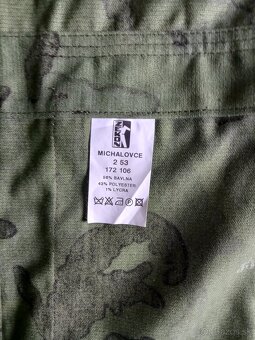 MICHALOVCE
2 53
172 106
56% BAVLNA
43% POLYESTER
1% LYCRA